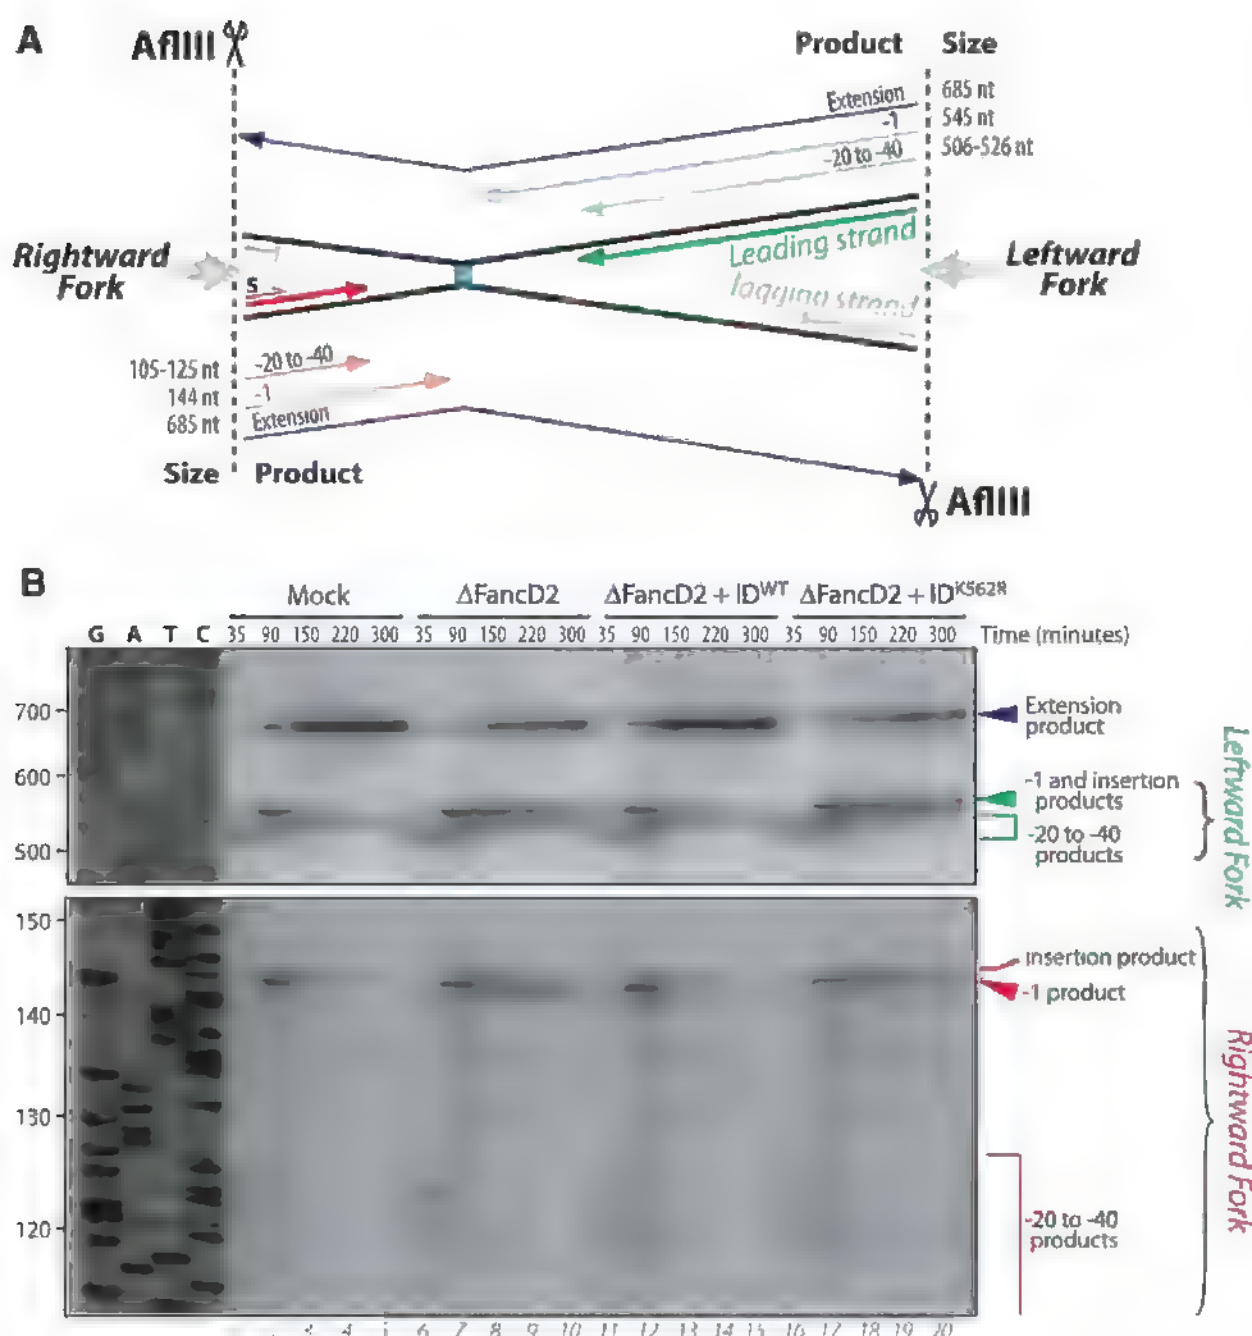 A
AflIII
Product Size
Extension 685 nt
-1 545 nt
-20 to -40 506-526 nt
Rightward
Fork
Leading strand
lagging strand
Leftward
Fork
S
105-125 nt -20 to -40
144 nt -1
685 nt Extension
Size Product
AflIII
B
Mock ΔFancD2 ΔFancD2 + ID^WT ΔFancD2 + ID^K562R
G A T C 35 90 150 220 300 35 90 150 220 300 35 90 150 220 300 35 90 150 220 300 Time (minutes)
700
600
500
Extension
product
-1 and insertion
products
-20 to -40
products
Leftward Fork
150
140
130
120
insertion product
-1 product
-20 to -40
products
Rightward Fork
3 4 6 7 8 9 10 11 12 13 14 15 16 17 18 19 20